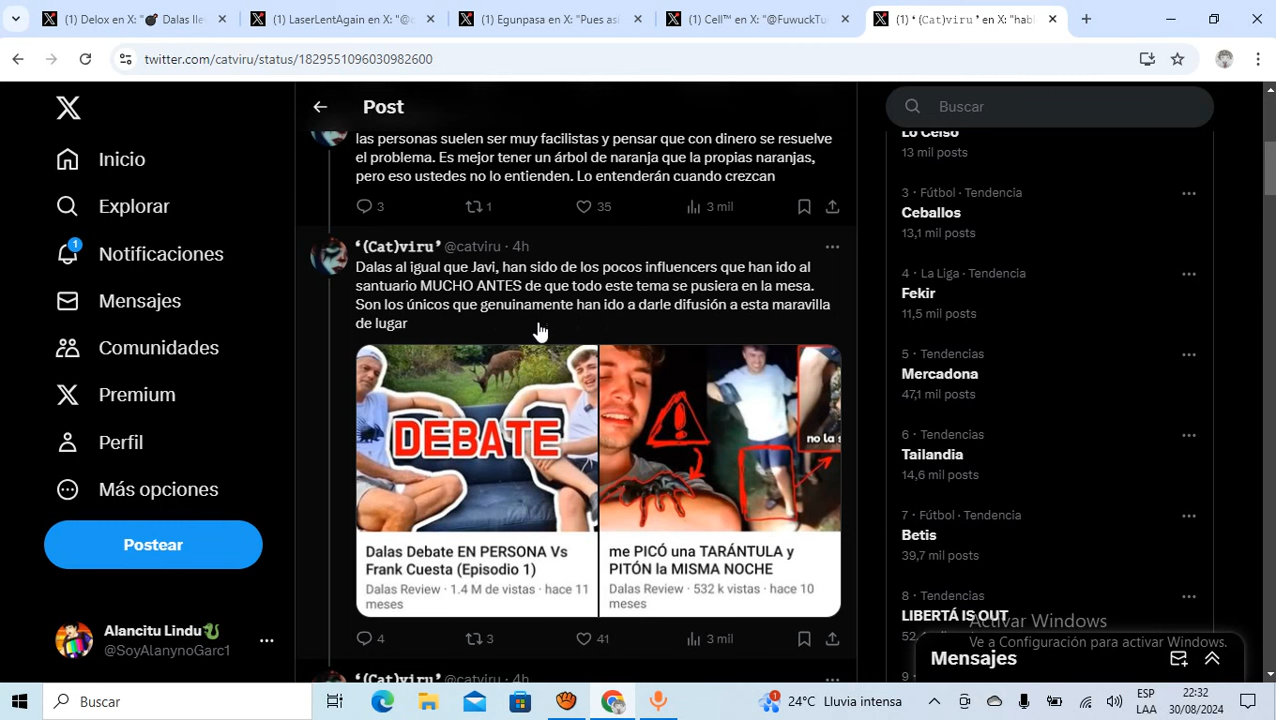 (1) Delox en X: "💣 Dalas lle
(1) LaserLentAgain en X: "@c
(1) Egunpasa en X: "Pues así
(1) Cell™ en X: "@FuwuckTu
(1) ❛(𝙲𝚊𝚝)𝚟𝚒𝚛𝚞❜ en X: "hab
twitter.com/catviru/status/1829551096030982600
Inicio
Explorar
1
Notificaciones
Mensajes
Comunidades
Premium
Perfil
Más opciones
Postear
Alancitu Lindu🐍
@SoyAlanynoGarc1
Post
las personas suelen ser muy facilistas y pensar que con dinero se resuelve
el problema. Es mejor tener un árbol de naranja que la propias naranjas,
pero eso ustedes no lo entienden. Lo entenderán cuando crezcan
3 1 35 3 mil
❛(𝙲𝚊𝚝)𝚟𝚒𝚛𝚞❜ @catviru · 4h
Dalas al igual que Javi, han sido de los pocos influencers que han ido al
santuario MUCHO ANTES de que todo este tema se pusiera en la mesa.
Son los únicos que genuinamente han ido a darle difusión a esta maravilla
de lugar
DEBATE
no la s
Dalas Debate EN PERSONA Vs
Frank Cuesta (Episodio 1)
Dalas Review · 1.4 M de vistas · hace 11
meses
me PICÓ una TARÁNTULA y
PITÓN la MISMA NOCHE
Dalas Review · 532 k vistas · hace 10
meses
4 3 41 3 mil
❛(𝙲𝚊𝚝)𝚟𝚒𝚛𝚞❜ @catviru · 4h
Buscar
Lo Celso
13 mil posts
3 · Fútbol · Tendencia
Ceballos
13,1 mil posts
4 · La Liga · Tendencia
Fekir
11,5 mil posts
5 · Tendencias
Mercadona
47,1 mil posts
6 · Tendencias
Tailandia
14,6 mil posts
7 · Fútbol · Tendencia
Betis
39,7 mil posts
8 · Tendencias
LIBERTÁ IS OUT
Activar Windows
Ve a Configuración para activar Windows.
Mensajes
Buscar
1
24°C Lluvia intensa
ESP
LAA
22:32
30/08/2024